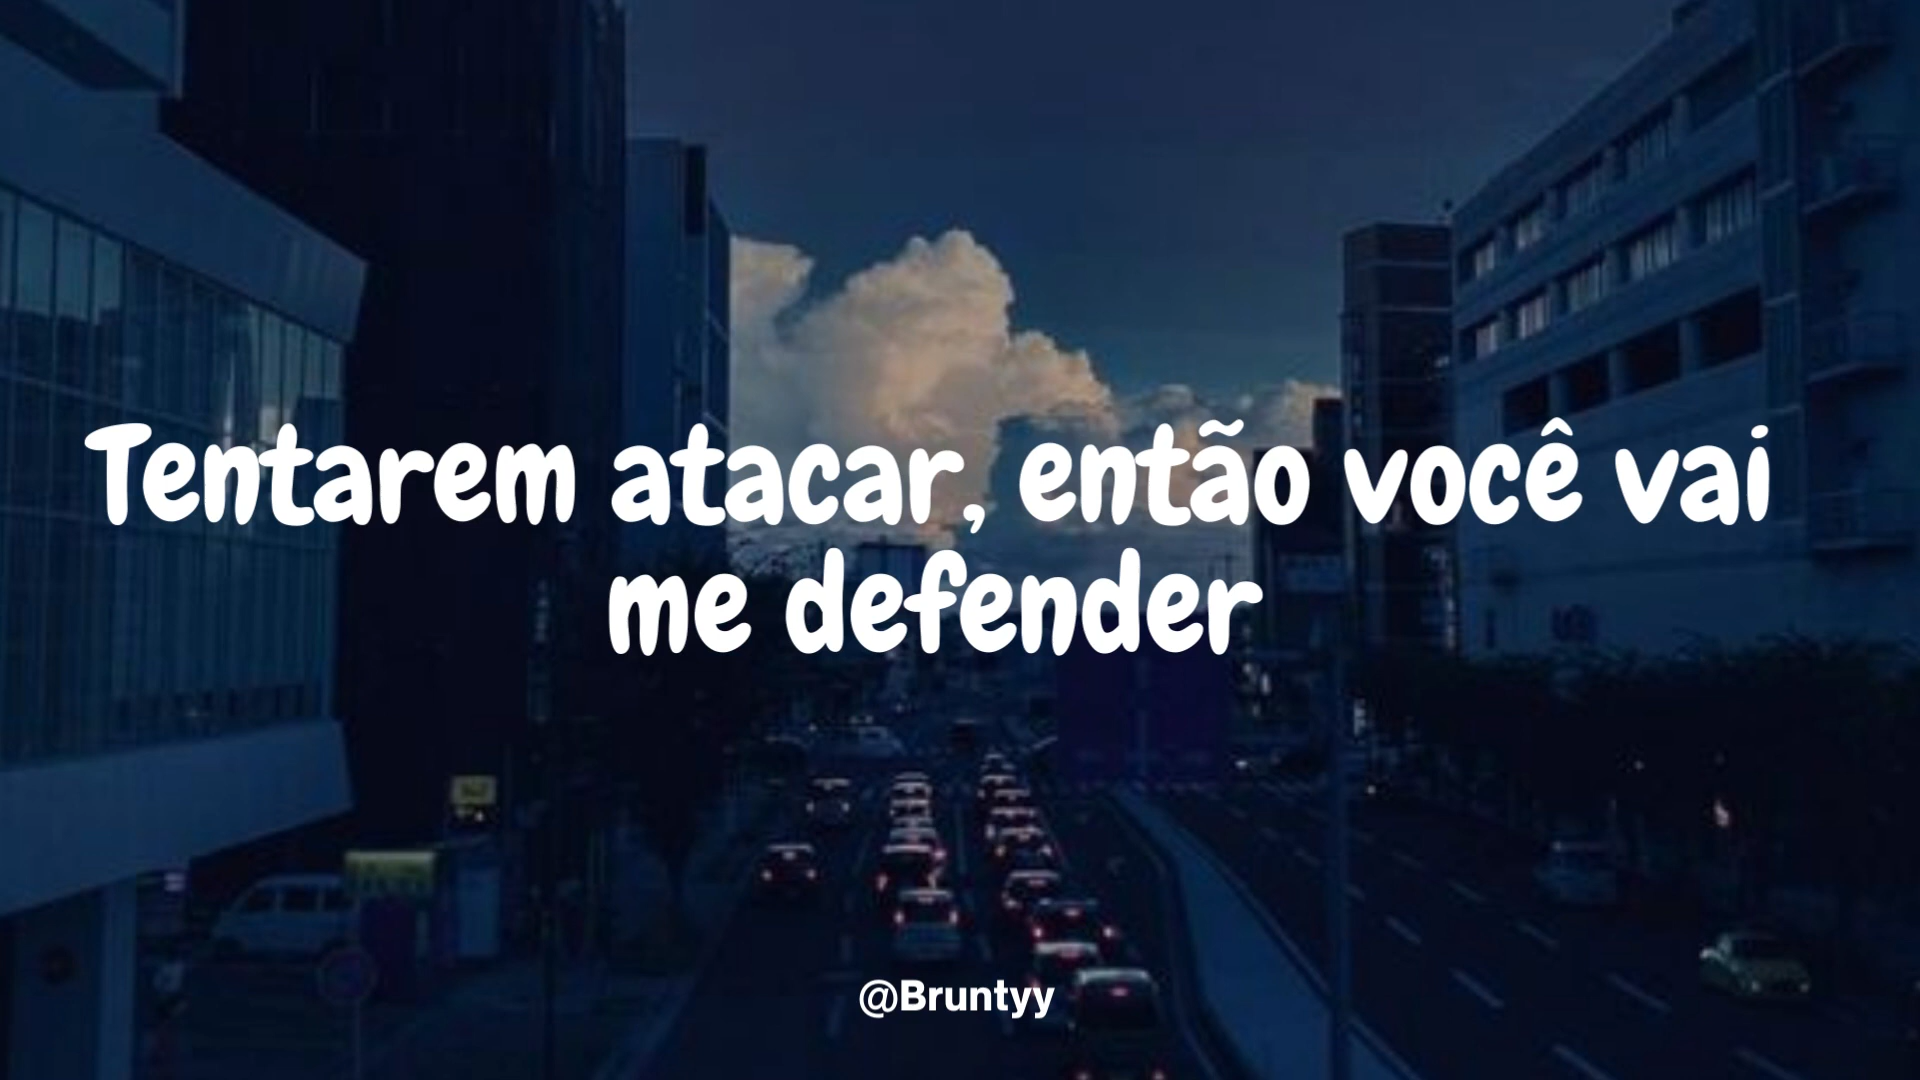 Tentarem atacar, então você vai
me defender
@Bruntyy